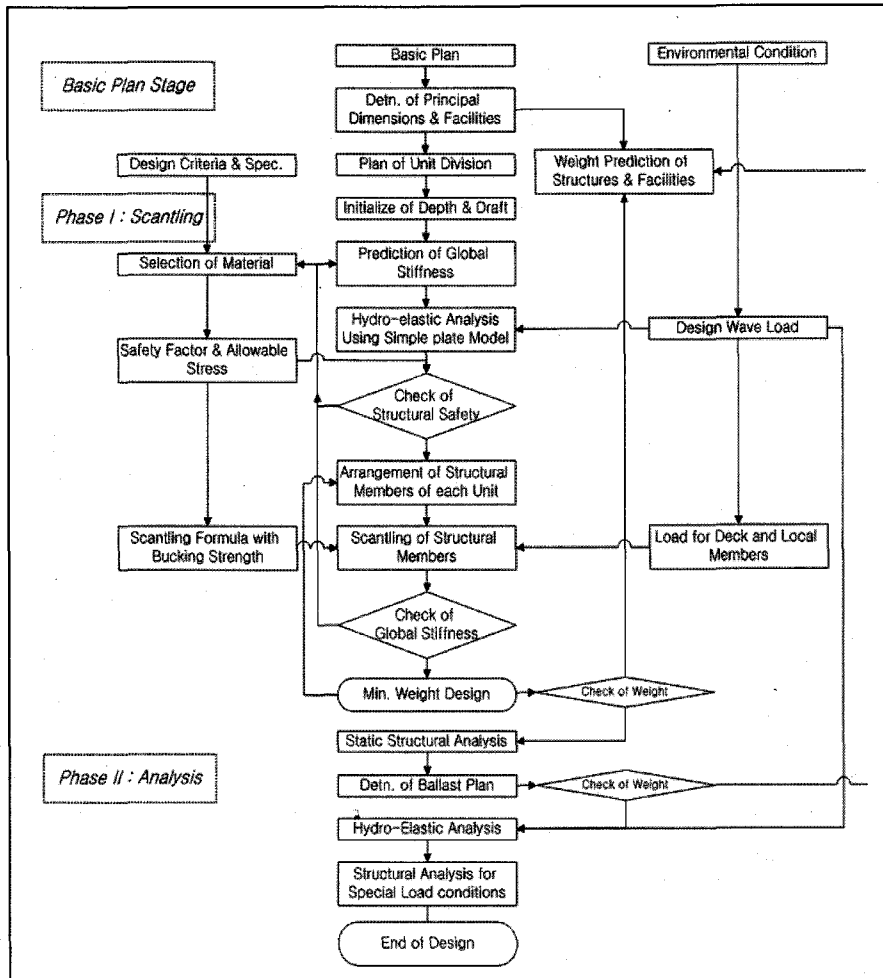 Basic Plan
Environmental Condition
Basic Plan Stage
Detn. of Principal
Dimensions & Facilities
Design Criteria & Spec.
Plan of Unit Division
Weight Prediction of
Structures & Facilities
Phase I : Scantling
Initialize of Depth & Draft
Selection of Material
Prediction of Global
Stiffness
Hydro-elastic Analysis
Using Simple plate Model
Design Wave Load
Safety Factor & Allowable
Stress
Check of
Structural Safety
Arrangement of Structural
Members of each Unit
Scantling Formula with
Bucking Strength
Scantling of Structural
Members
Load for Deck and Local
Members
Check of
Global Stiffness
Min. Weight Design
Check of Weight
Static Structural Analysis
Phase II : Analysis
Detn. of Ballast Plan
Check of Weight
Hydro-Elastic Analysis
Structural Analysis for
Special Load conditions
End of Design